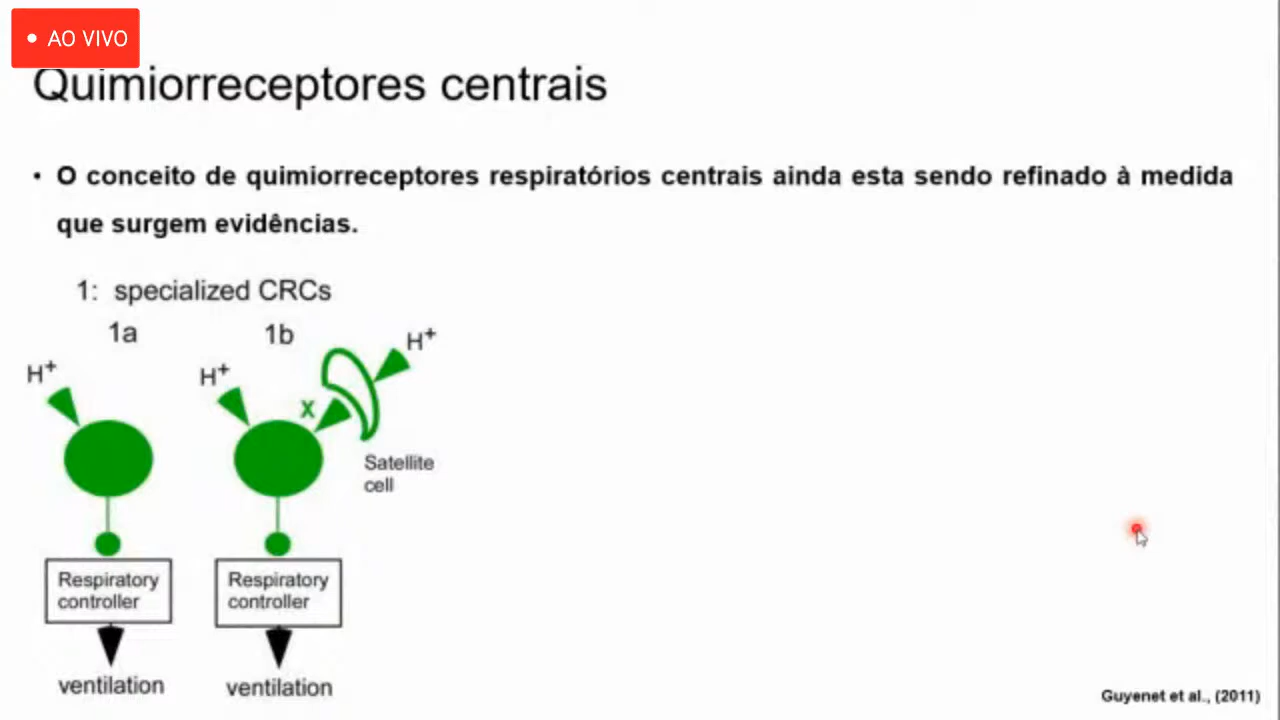 AO VIVO
Quimiorreceptores centrais
• O conceito de quimiorreceptores respiratórios centrais ainda esta sendo refinado à medida
que surgem evidências.
1: specialized CRCs
1a
1b
H+
H+
H+
X
Satellite
cell
Respiratory
controller
Respiratory
controller
ventilation
ventilation
Guyenet et al., (2011)